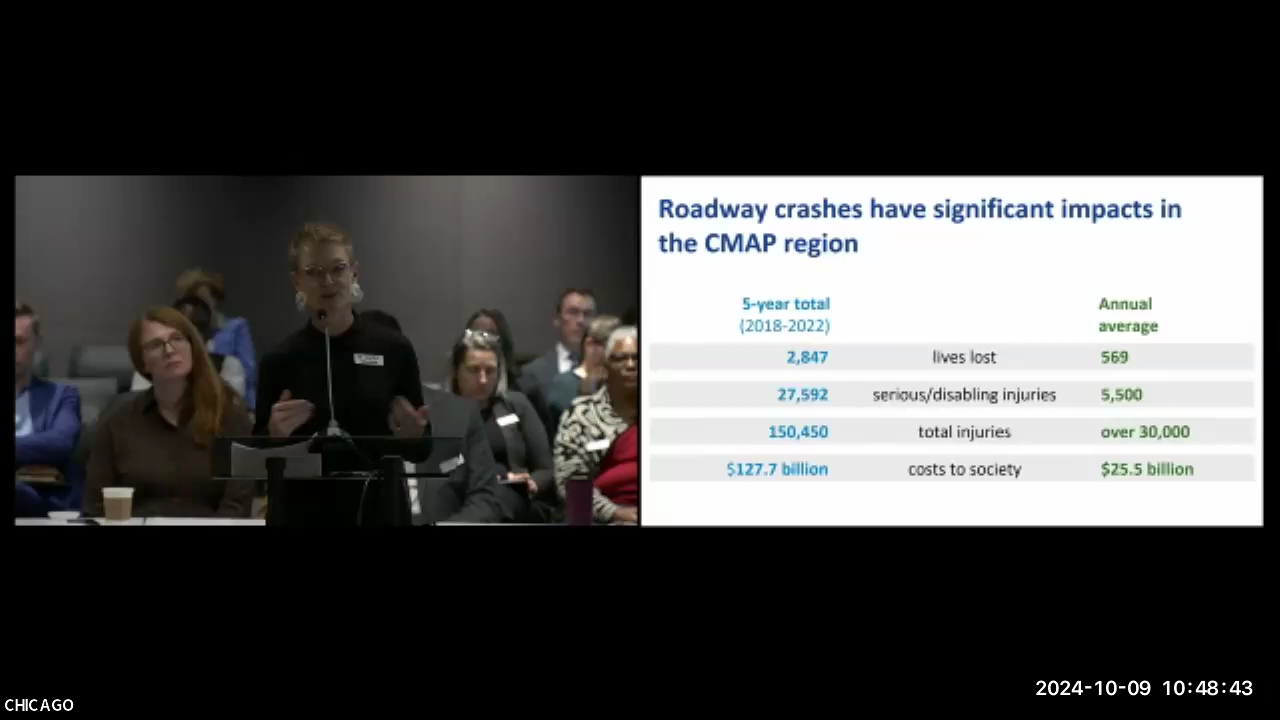 Roadway crashes have significant impacts in
the CMAP region
5-year total
(2018-2022)
Annual
average
2,847 lives lost 569
27,592 serious/disabling injuries 5,500
150,450 total injuries over 30,000
$127.7 billion costs to society $25.5 billion
2024-10-09 10:48:43
CHICAGO